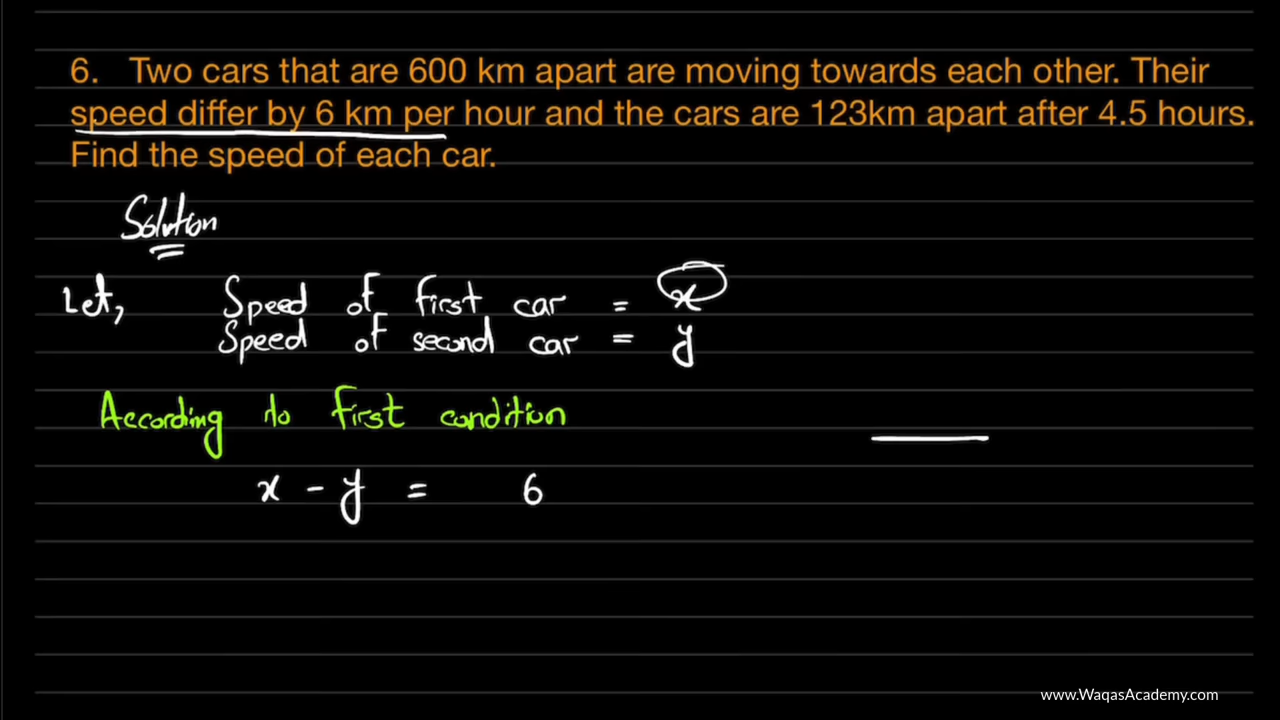 6. Two cars that are 600 km apart are moving towards each other. Their
speed differ by 6 km per hour and the cars are 123km apart after 4.5 hours.
Find the speed of each car.
Solution
Let, Speed of first car = x
Speed of second car = y
According to first condition
x - y = 6
www.WaqasAcademy.com